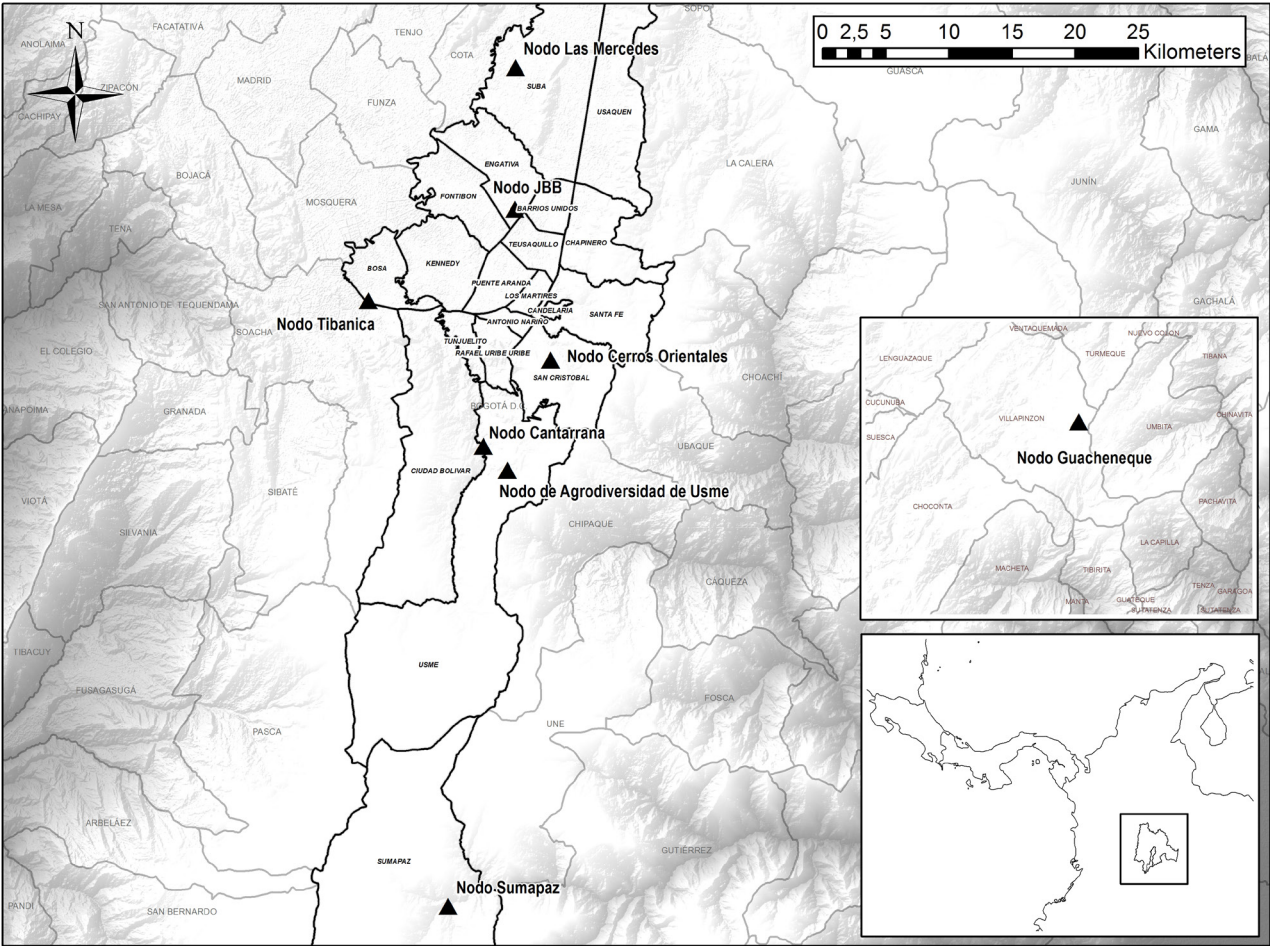 SOPO
FACATATIVÁ
TENJO
N
0 2,5 5 10 15 20 25
Kilometers
ANOLAIMA
COTA
Nodo Las Mercedes
GUASCA
ZIPACÓN
MADRID
SUBA
FUNZA
CACHIPAY
USAQUEN
GAMA
ENGATIVA
LA CALERA
BOJACÁ
JUNÍN
Nodo JBB
FONTIBON
MOSQUERA
LA MESA
BARRIOS UNIDOS
TENA
TEUSAQUILLO
CHAPINERO
KENNEDY
BOSA
PUENTE ARANDA
LOS MARTIRES
SAN ANTONIO DE TEQUENDAMA
GACHALÁ
CANDELARIA
SANTA FE
Nodo Tibanica
ANTONIO NARIÑO
SOACHA
TUNJUELITO
EL COLEGIO
RAFAEL URIBE URIBE
Nodo Cerros Orientales
SAN CRISTOBAL
CHOACHÍ
BOGOTÁ D.C.
GRANADA
Nodo Cantarrana
UBAQUE
CIUDAD BOLIVAR
Nodo de Agrodiversidad de Usme
SIBATÉ
VIOTÁ
CHIPAQUE
SILVANIA
CÁQUEZA
TIBACUY
USME
FUSAGASUGÁ
FOSCA
UNE
PASCA
ARBELÁEZ
GUTIÉRREZ
SUMAPAZ
Nodo Sumapaz
PANDI
SAN BERNARDO
VENTAQUEMADA
NUEVO COLON
LENGUAZAQUE
TURMEQUE
TIBANA
CUCUNUBA
CHINAVITA
VILLAPINZON
UMBITA
SUESCA
Nodo Guacheneque
PACHAVITA
CHOCONTA
LA CAPILLA
MACHETA
TIBIRITA
TENZA
GARAGOA
MANTA
GUATEQUE
SUTATENZA
SUTATENZA